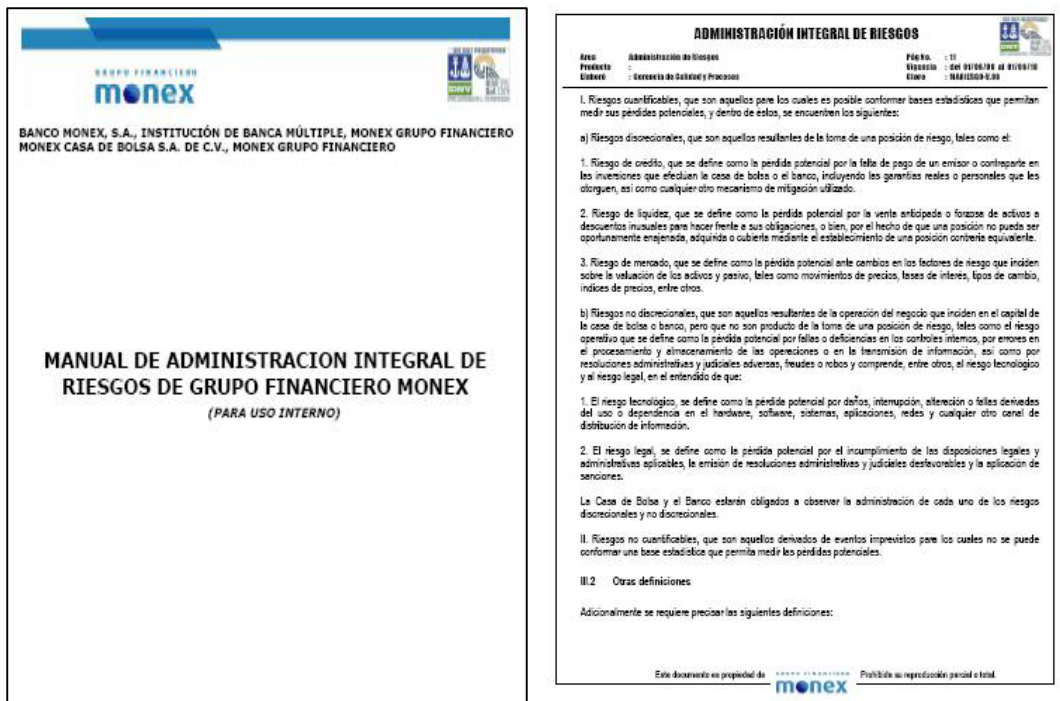 GRUPO FINANCIERO
monex
DNV
BANCO MONEX, S.A., INSTITUCIÓN DE BANCA MÚLTIPLE, MONEX GRUPO FINANCIERO
MONEX CASA DE BOLSA S.A. DE C.V., MONEX GRUPO FINANCIERO
MANUAL DE ADMINISTRACION INTEGRAL DE
RIESGOS DE GRUPO FINANCIERO MONEX
(PARA USO INTERNO)
ADMINISTRACIÓN INTEGRAL DE RIESGOS
DNV
Area Administración de Riesgos Pág No. : 11
Producto : Vigencia :
Elaboró : Gerencia de Calidad y Procesos Clave :
I. Riesgos cuantificables, que son aquellos para los cuales es posible conformar bases estadísticas que permitan
medir sus pérdidas potenciales, y dentro de éstos, se encuentran los siguientes:
a) Riesgos discrecionales, que son aquellos resultantes de la toma de una posición de riesgo, tales como el:
1. Riesgo de crédito, que se define como la pérdida potencial por la falta de pago de un emisor o contraparte en
las inversiones que efectúan la casa de bolsa o el banco, incluyendo las garantías reales o personales que les
otorguen, así como cualquier otro mecanismo de mitigación utilizado.
2. Riesgo de liquidez, que se define como la pérdida potencial por la venta anticipada o forzosa de activos a
descuentos inusuales para hacer frente a sus obligaciones, o bien, por el hecho de que una posición no pueda ser
oportunamente enajenada, adquirida o cubierta mediante el establecimiento de una posición contraria equivalente.
3. Riesgo de mercado, que se define como la pérdida potencial ante cambios en los factores de riesgo que inciden
sobre la valuación de los activos y pasivo, tales como movimientos de precios, tasas de interés, tipos de cambio,
índices de precios, entre otros.
b) Riesgos no discrecionales, que son aquellos resultantes de la operación del negocio que inciden en el capital de
la casa de bolsa o banco, pero que no son producto de la toma de una posición de riesgo, tales como el riesgo
operativo que se define como la pérdida potencial por fallas o deficiencias en los controles internos, por errores en
el procesamiento y almacenamiento de las operaciones o en la transmisión de información, así como por
resoluciones administrativas y judiciales adversas, fraudes o robos y comprende, entre otros, al riesgo tecnológico
y al riesgo legal, en el entendido de que:
1. El riesgo tecnológico, se define como la pérdida potencial por daños, interrupción, alteración o fallas derivadas
del uso o dependencia en el hardware, software, sistemas, aplicaciones, redes y cualquier otro canal de
distribución de información.
2. El riesgo legal, se define como la pérdida potencial por el incumplimiento de las disposiciones legales y
administrativas aplicables, la emisión de resoluciones administrativas y judiciales desfavorables y la aplicación de
sanciones.
La Casa de Bolsa y el Banco estarán obligados a observar la administración de cada uno de los riesgos
discrecionales y no discrecionales.
II. Riesgos no cuantificables, que son aquellos derivados de eventos imprevistos para los cuales no se puede
conformar una base estadística que permita medir las pérdidas potenciales.
III.2 Otras definiciones
Adicionalmente se requiere precisar las siguientes definiciones:
Este documento es propiedad de GRUPO FINANCIERO monex Prohibida su reproducción parcial o total.